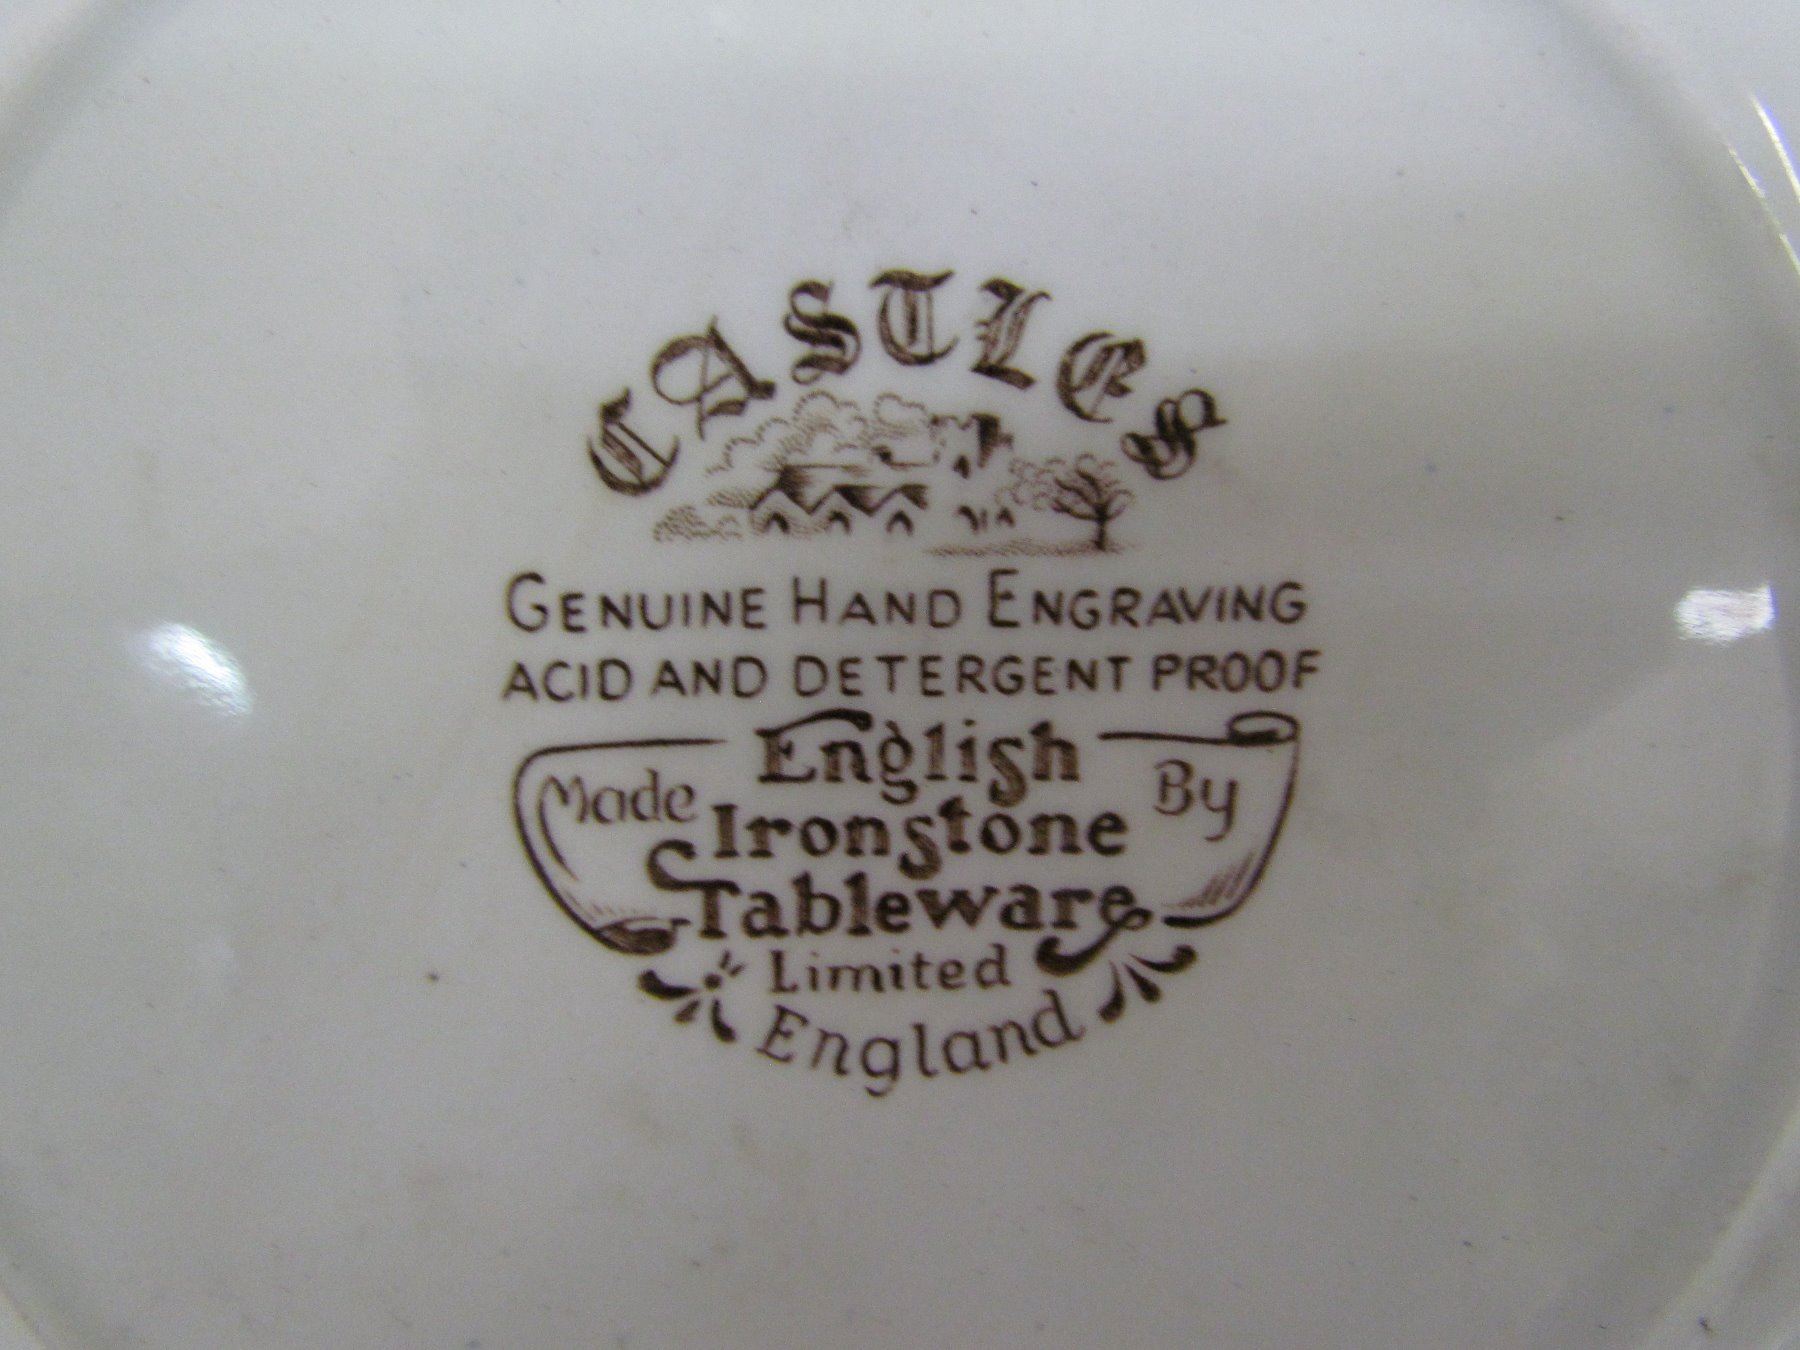 CASTLES
GENUINE HAND ENGRAVING
ACID AND DETERGENT PROOF
Made English By
Ironstone
Tableware
Limited
England